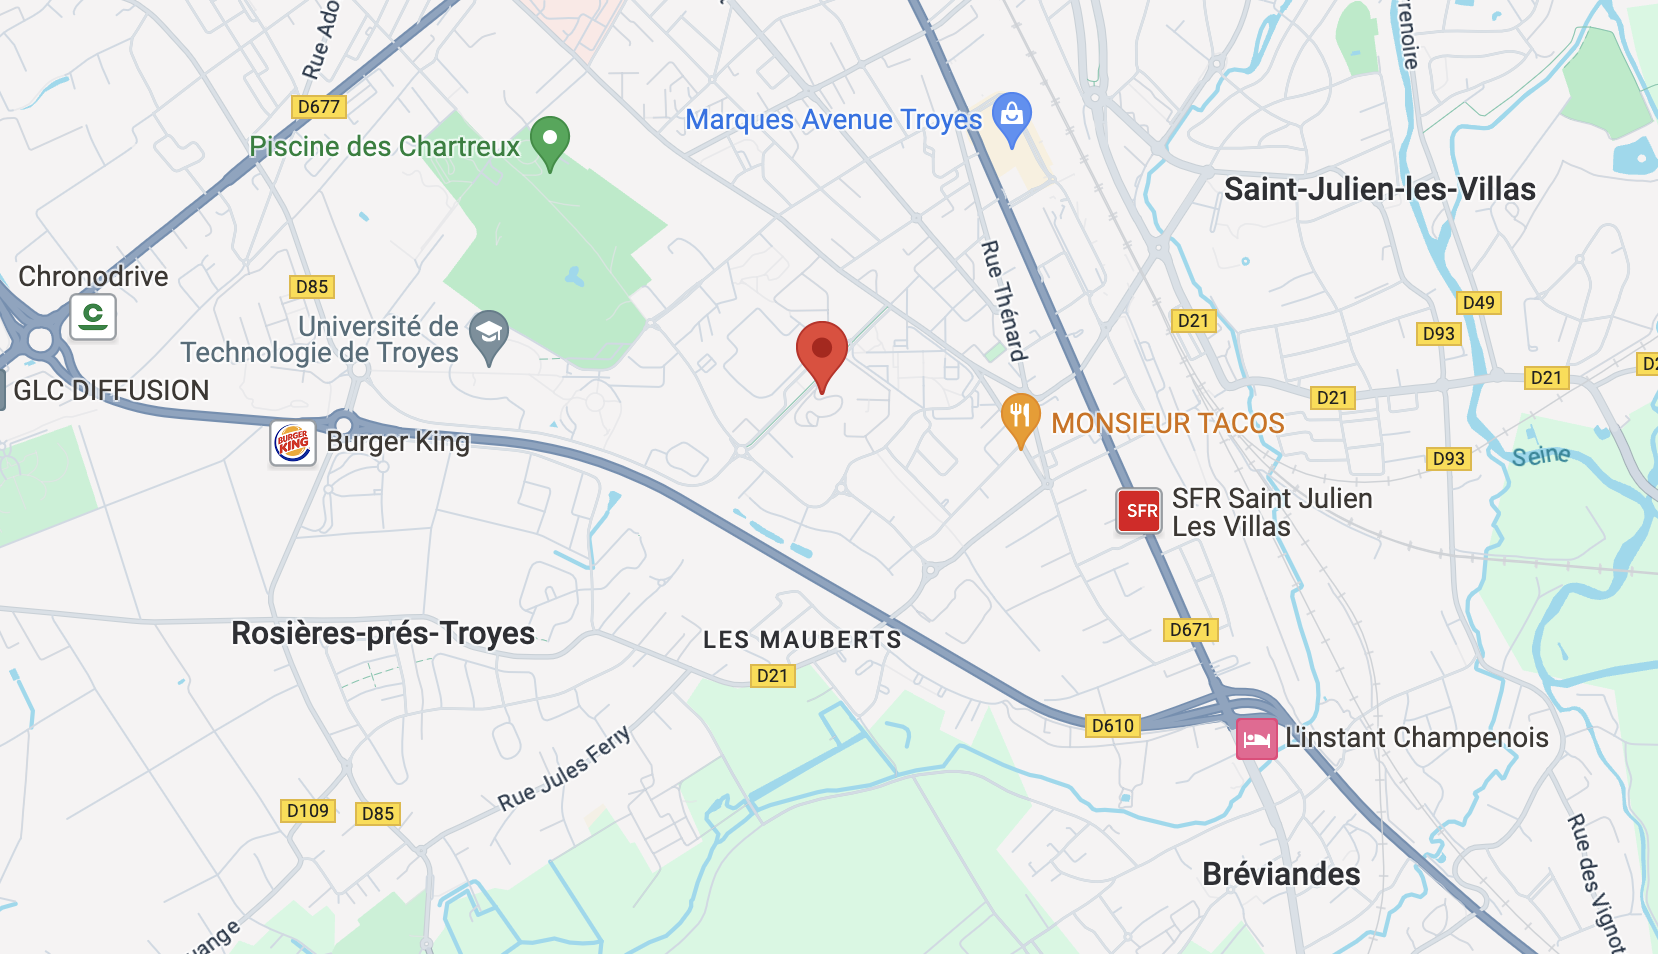 Rue Ado
renoire
D677
Piscine des Chartreux
Marques Avenue Troyes
Saint-Julien-les-Villas
Chronodrive
C
D85
Université de
Technologie de Troyes
Rue Thénard
D21
D49
D93
GLC DIFFUSION
D21
D21
D2
BURGER
KING
Burger King
MONSIEUR TACOS
D93
Seine
SFR
SFR Saint Julien
Les Villas
Rosières-prés-Troyes
LES MAUBERTS
D671
D21
D610
L'instant Champenois
Rue Jules Ferry
D109
D85
Bréviandes
Rue des Vignot
vange